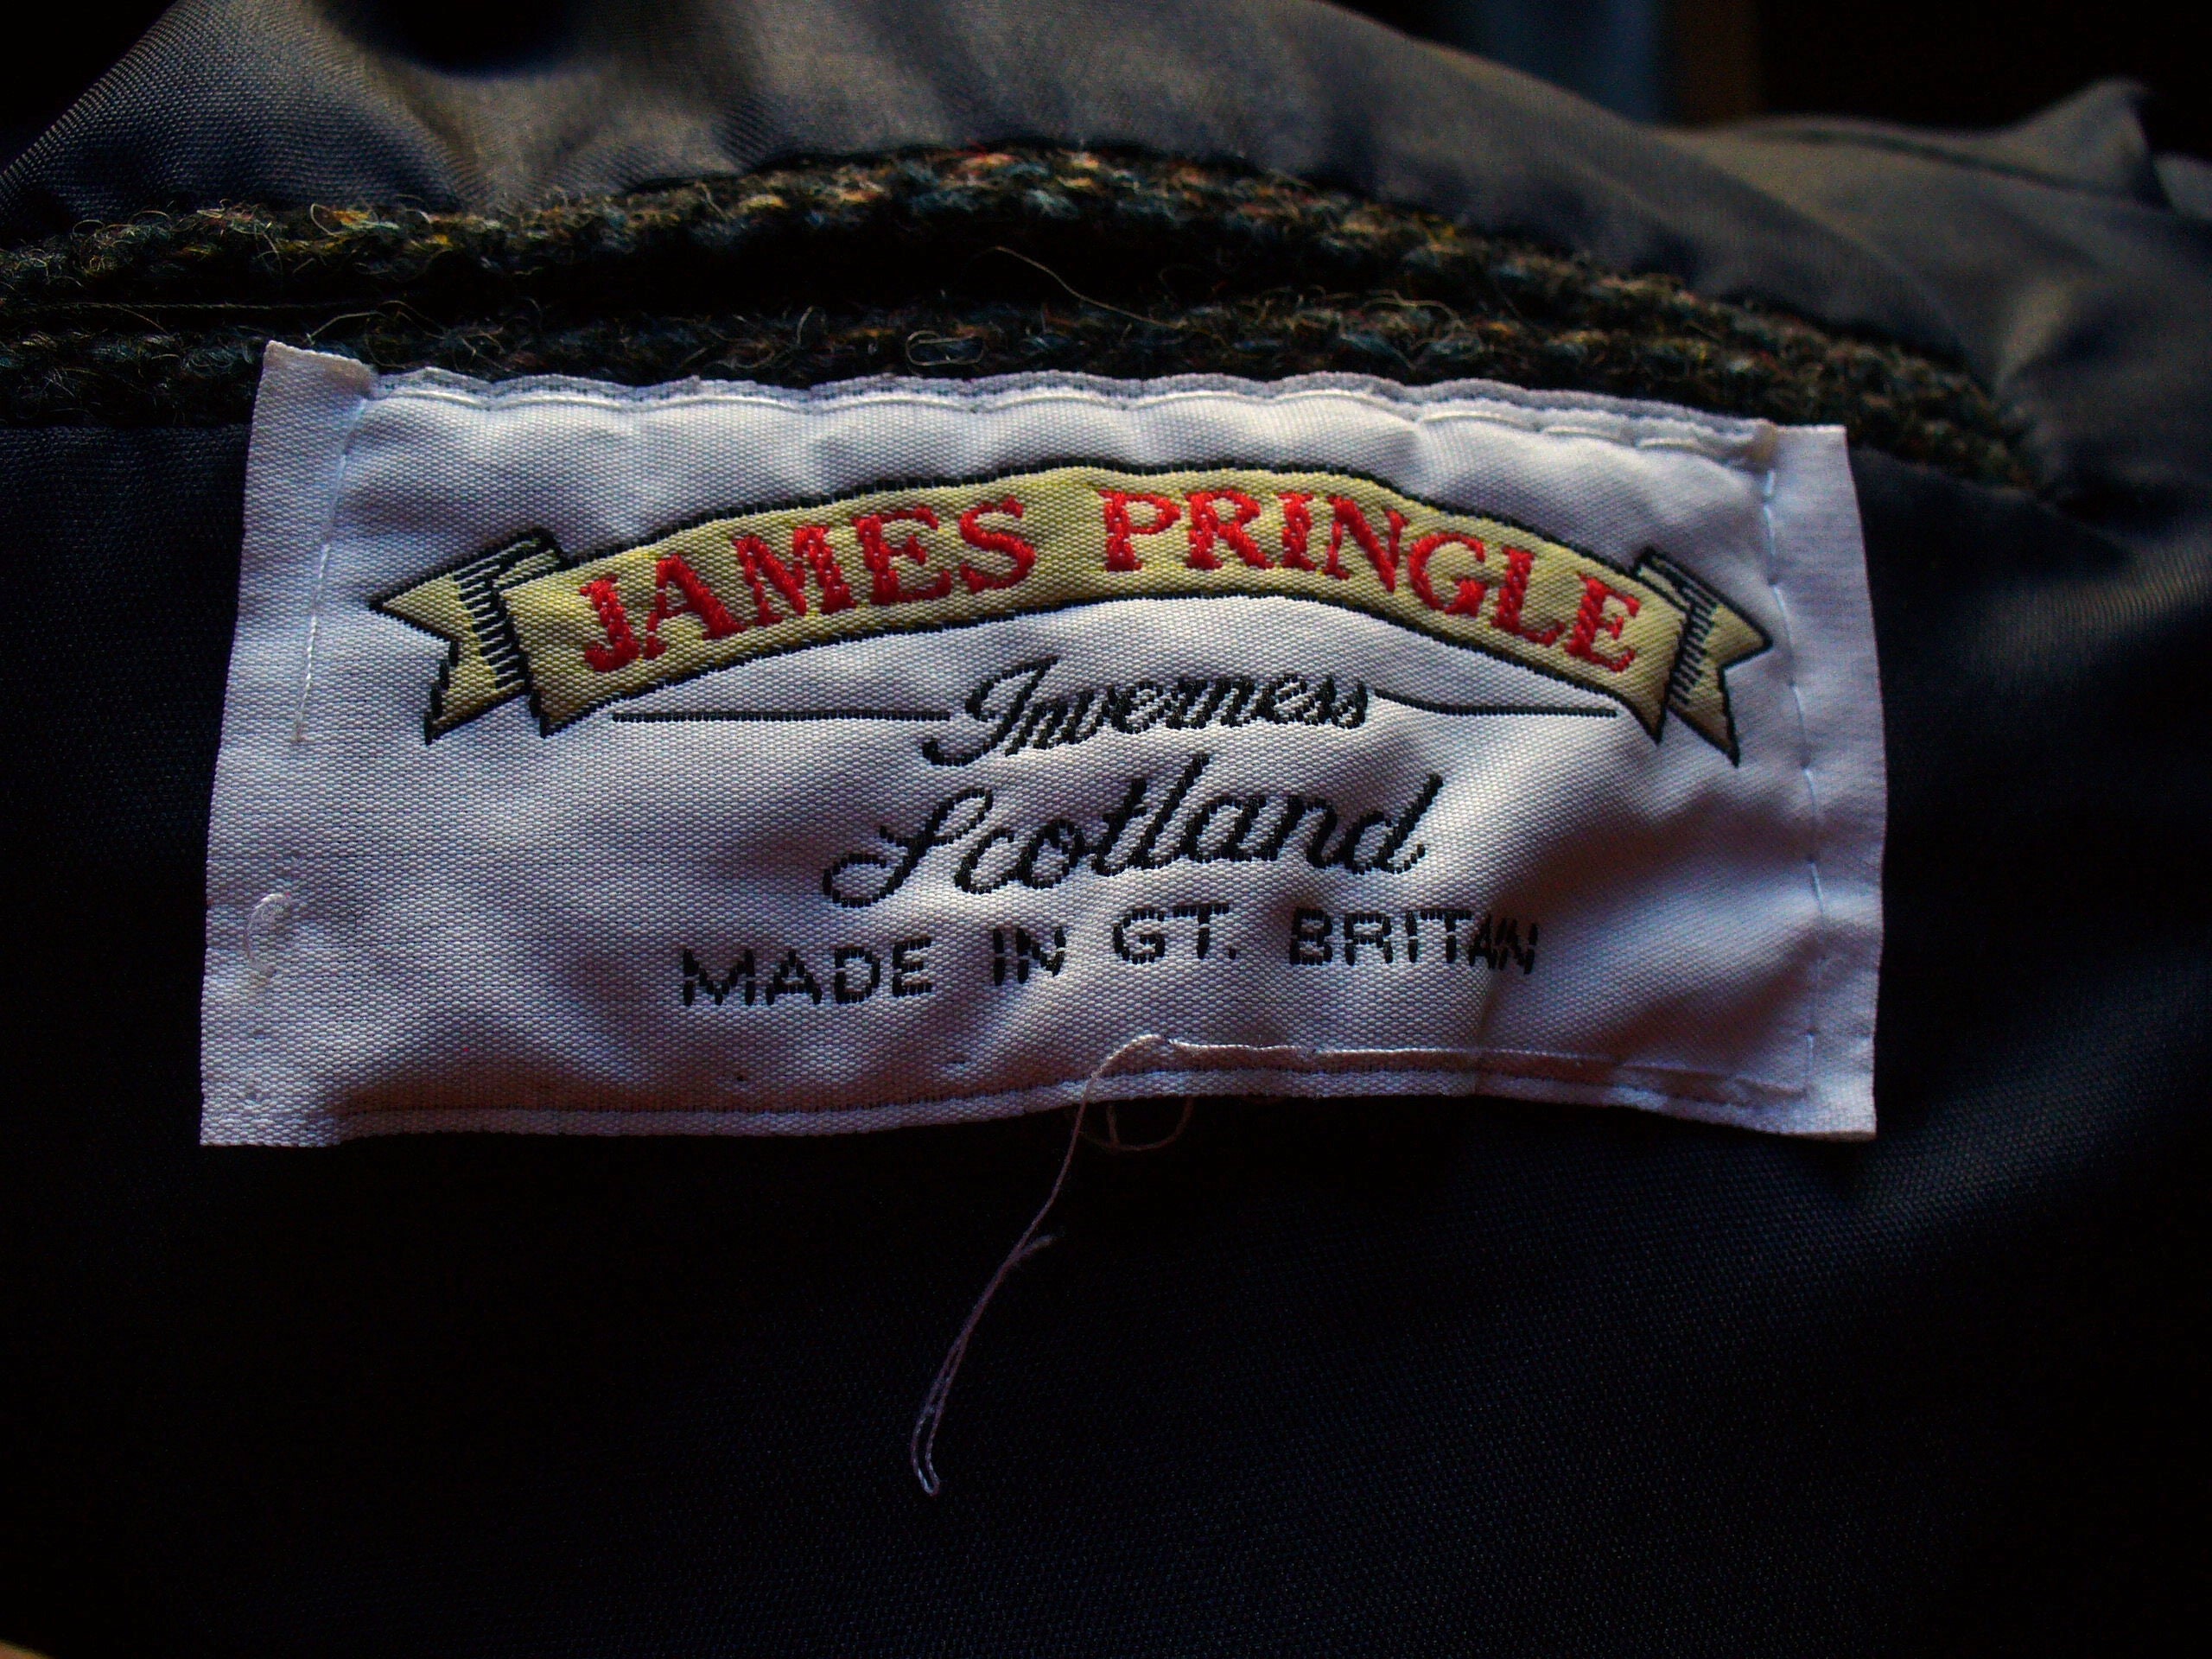 JAMES PRINGLE
Inverness
Scotland
MADE IN GT. BRITAIN